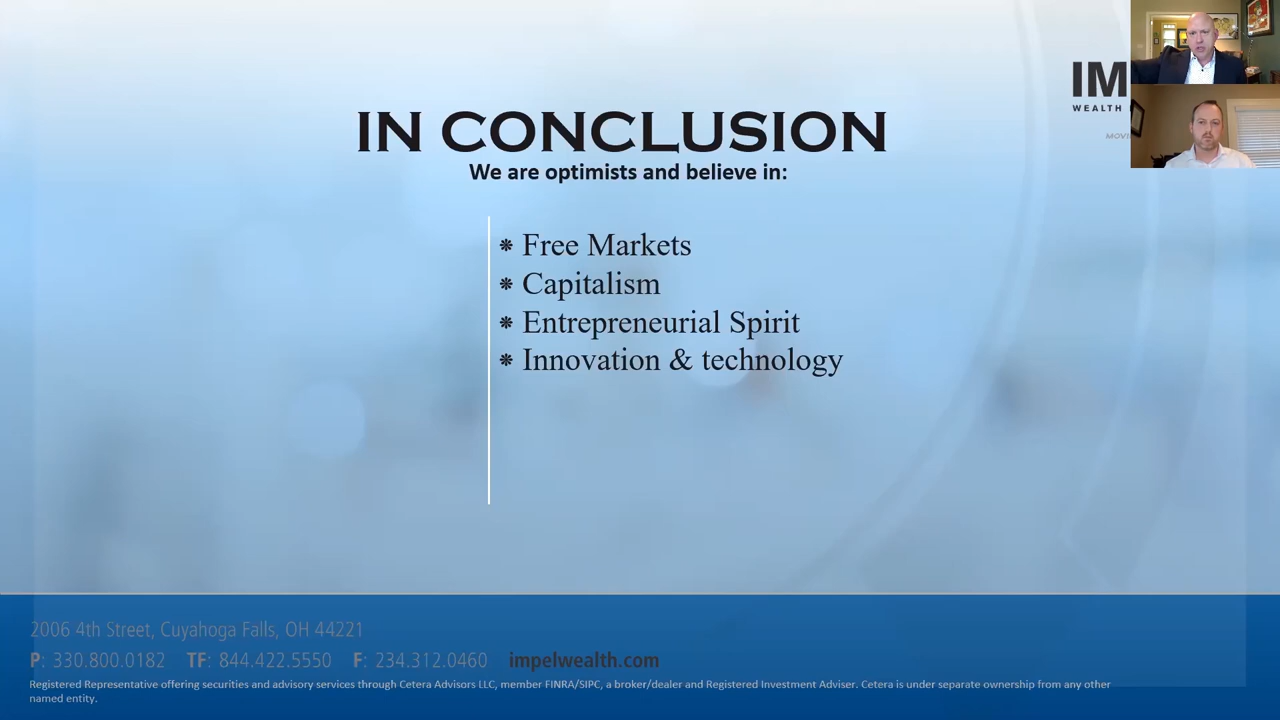 IM
WEALTH
MOVI
IN CONCLUSION
We are optimists and believe in:
❋ Free Markets
❋ Capitalism
❋ Entrepreneurial Spirit
❋ Innovation & technology
2006 4th Street, Cuyahoga Falls, OH 44221
P: 330.800.0182 TF: 844.422.5550 F: 234.312.0460 impelwealth.com
Registered Representative offering securities and advisory services through Cetera Advisors LLC, member FINRA/SIPC, a broker/dealer and Registered Investment Adviser. Cetera is under separate ownership from any other
named entity.